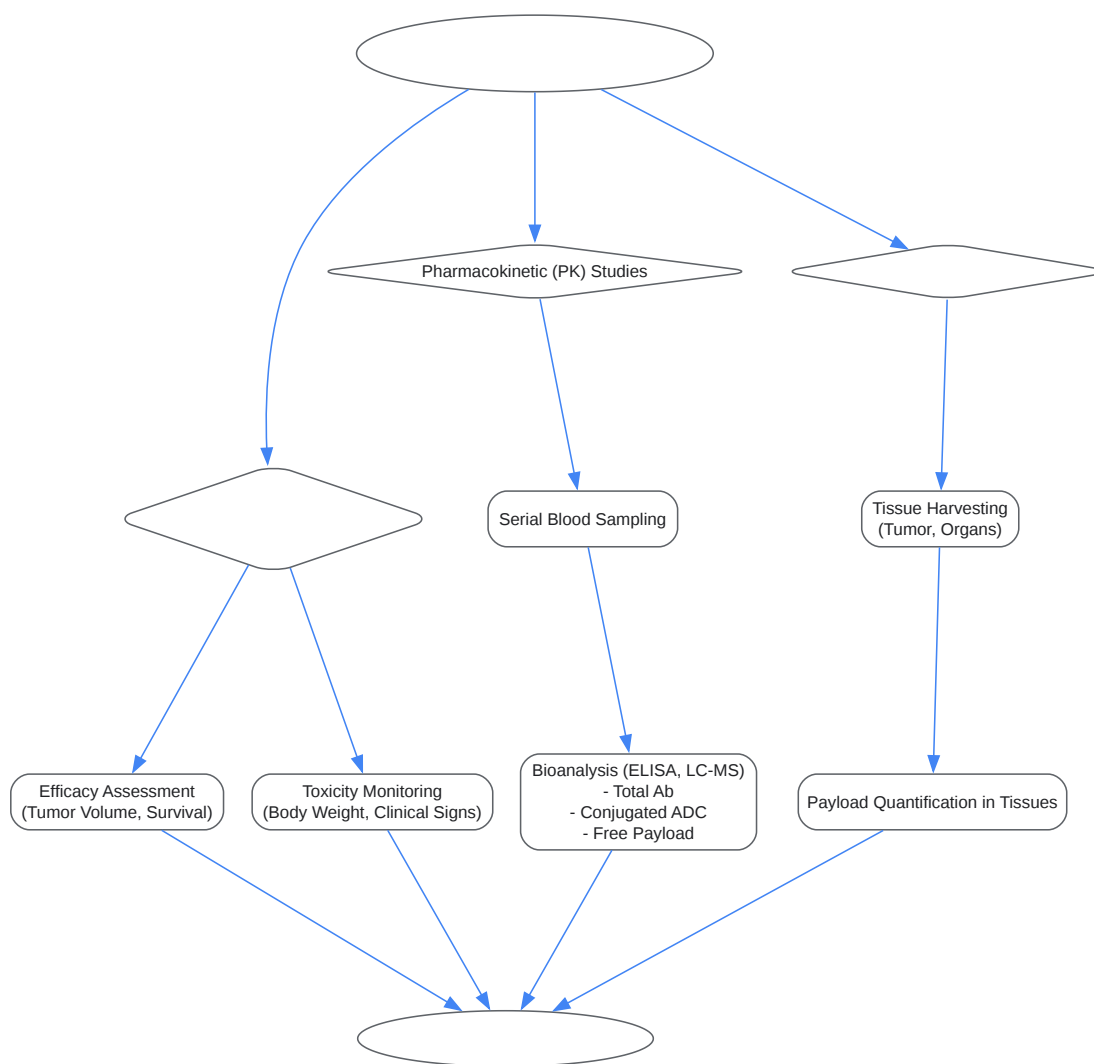 Pharmacokinetic (PK) Studies
Serial Blood Sampling
Tissue Harvesting
(Tumor, Organs)
Efficacy Assessment
(Tumor Volume, Survival)
Toxicity Monitoring
(Body Weight, Clinical Signs)
Bioanalysis (ELISA, LC-MS)
- Total Ab
- Conjugated ADC
- Free Payload
Payload Quantification in Tissues